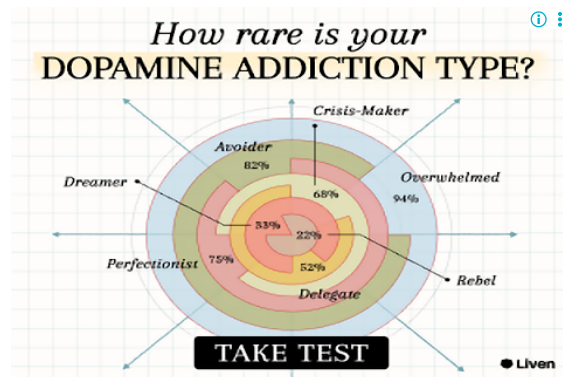 How rare is your
DOPAMINE ADDICTION TYPE?
Crisis-Maker
Avoider
82%
Overwhelmed
94%
Dreamer
68%
33%
22%
Perfectionist
75%
52%
Rebel
Delegate
TAKE TEST
Liven